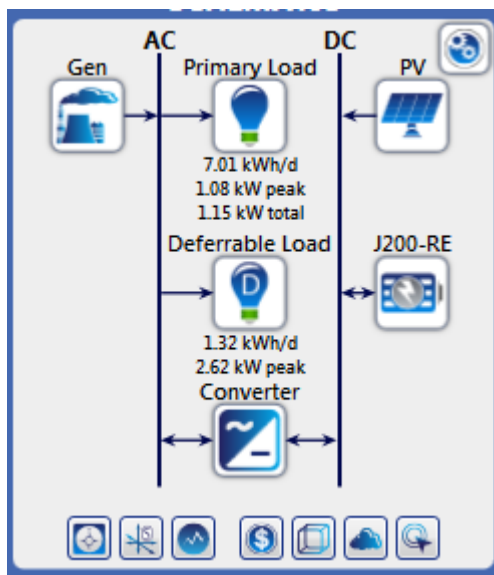 AC DC
Gen Primary Load PV
7.01 kWh/d
1.08 kW peak
1.15 kW total
Deferrable Load J200-RE
D
1.32 kWh/d
2.62 kW peak
Converter